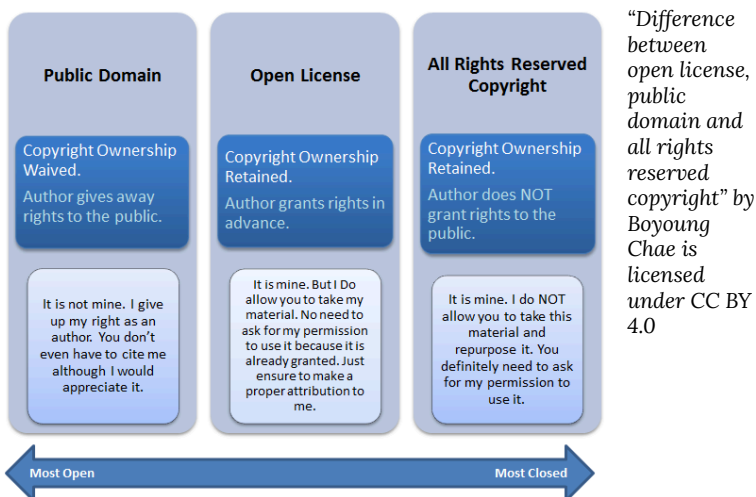 Public Domain
Copyright Ownership
Waived.
Author gives away
rights to the public.
It is not mine. I give
up my right as an
author. You don't
even have to cite me
although I would
appreciate it.
Open License
Copyright Ownership
Retained.
Author grants rights in
advance.
It is mine. But I Do
allow you to take my
material. No need to
ask for my permission
to use it because it is
already granted. Just
ensure to make a
proper attribution to
me.
All Rights Reserved
Copyright
Copyright Ownership
Retained.
Author does NOT
grant rights to the
public.
It is mine. I do NOT
allow you to take this
material and
repurpose it. You
definitely need to ask
for my permission to
use it.
Most Open
Most Closed
“Difference
between
open license,
public
domain and
all rights
reserved
copyright” by
Boyoung
Chae is
licensed
under CC BY
4.0